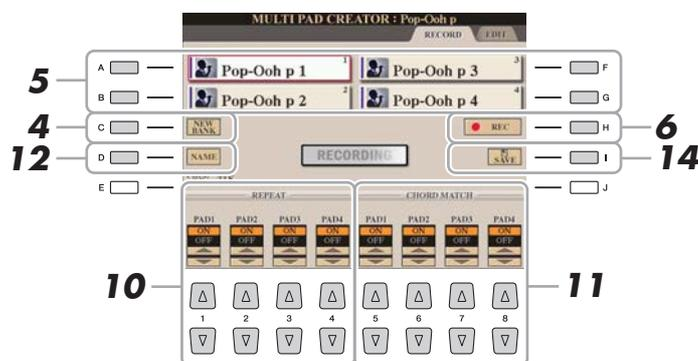 MULTI PAD CREATOR : Pop-Ooh p
RECORD EDIT
A Pop-Ooh p 1 1 Pop-Ooh p 3 3 F
5
B Pop-Ooh p 2 2 Pop-Ooh p 4 4 G
4 C NEW BANK REC H 6
12 D NAME RECORDING SAVE I 14
E J
REPEAT CHORD MATCH
PAD1 PAD2 PAD3 PAD4 PAD1 PAD2 PAD3 PAD4
ON ON ON ON ON ON ON ON
OFF OFF OFF OFF OFF OFF OFF OFF
10 11
1 2 3 4 5 6 7 8